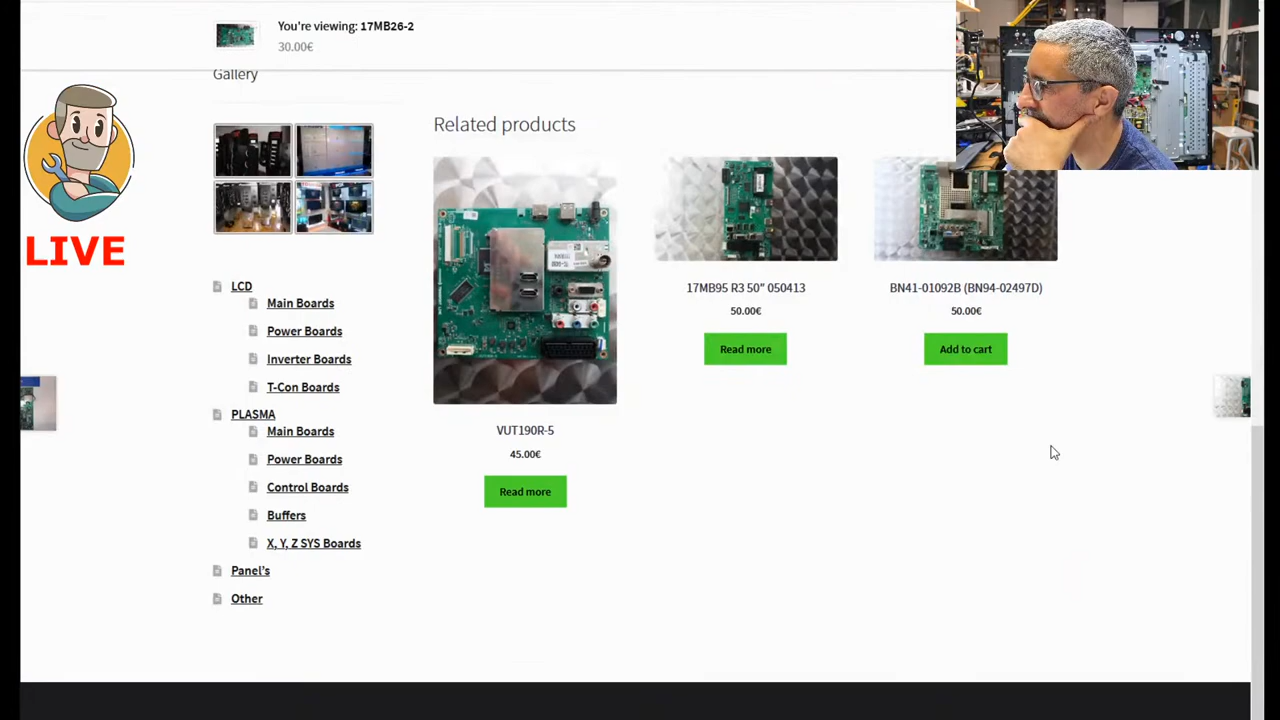 You're viewing: 17MB26-2
30.00€
Gallery
LIVE
Related products
LCD
Main Boards
Power Boards
Inverter Boards
T-Con Boards
PLASMA
Main Boards
Power Boards
Control Boards
Buffers
X, Y, Z SYS Boards
Panel's
Other
VUT190R-5
45.00€
Read more
17MB95 R3 50" 050413
50.00€
Read more
BN41-01092B (BN94-02497D)
50.00€
Add to cart